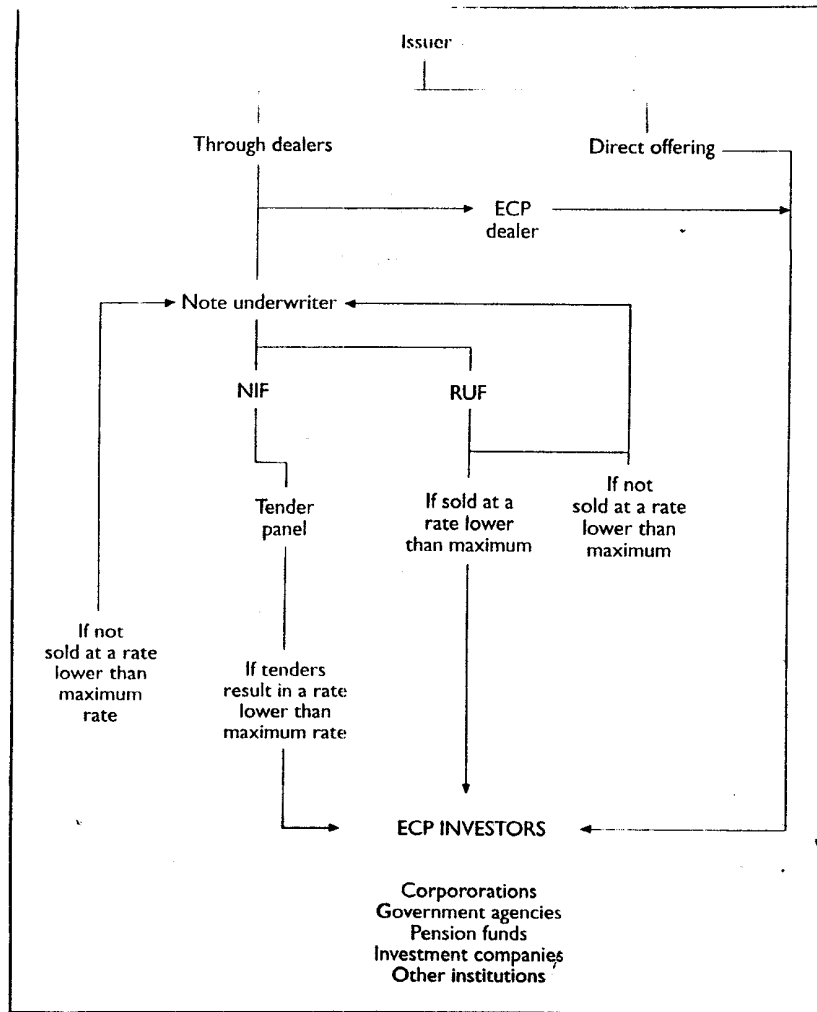 Issuer
Through dealers
Direct offering
ECP
dealer
Note underwriter
NIF
RUF
Tender
panel
If sold at a
rate lower
than maximum
If not
sold at a rate
lower than
maximum
If not
sold at a rate
lower than
maximum
rate
If tenders
result in a rate
lower than
maximum rate
ECP INVESTORS
Corpororations
Government agencies
Pension funds
Investment companies
Other institutions